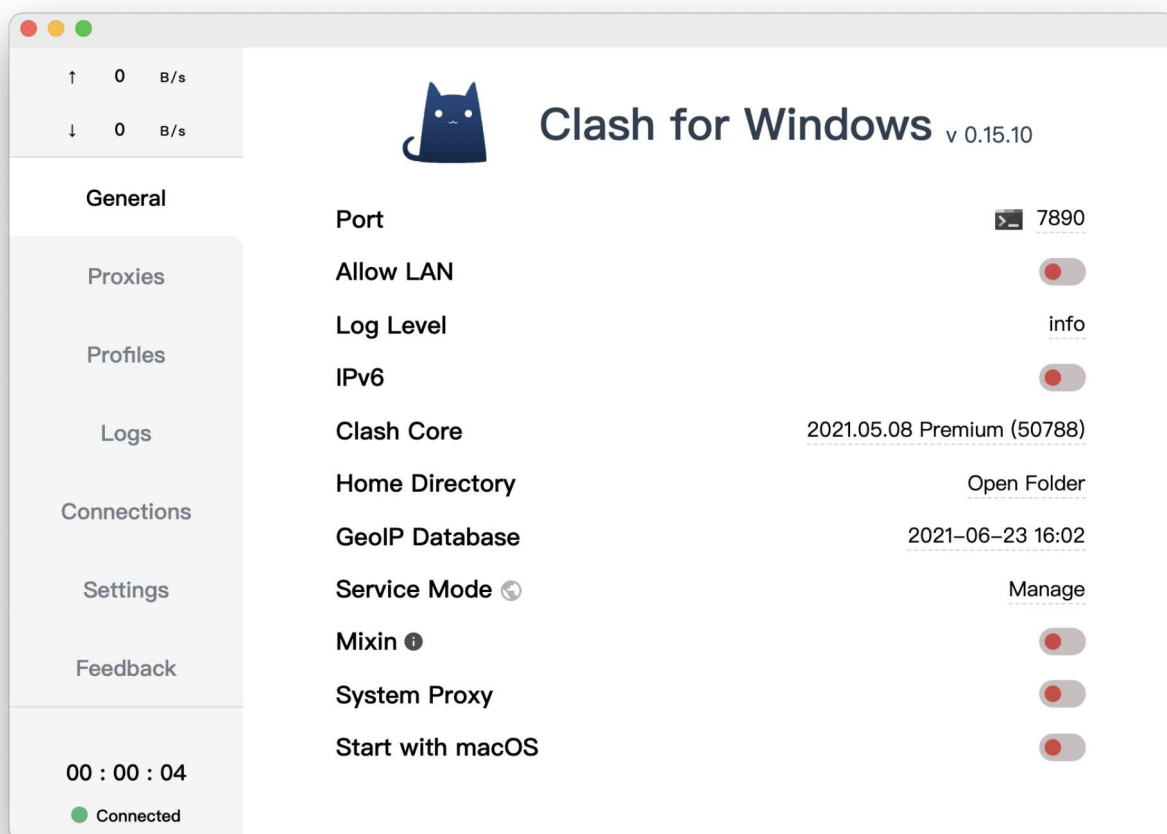 ↑ 0 B/s
↓ 0 B/s
General
Proxies
Profiles
Logs
Connections
Settings
Feedback
00 : 00 : 04
Connected
Clash for Windows v 0.15.10
Port 7890
Allow LAN
Log Level info
IPv6
Clash Core 2021.05.08 Premium (50788)
Home Directory Open Folder
GeoIP Database 2021-06-23 16:02
Service Mode Manage
Mixin
System Proxy
Start with macOS